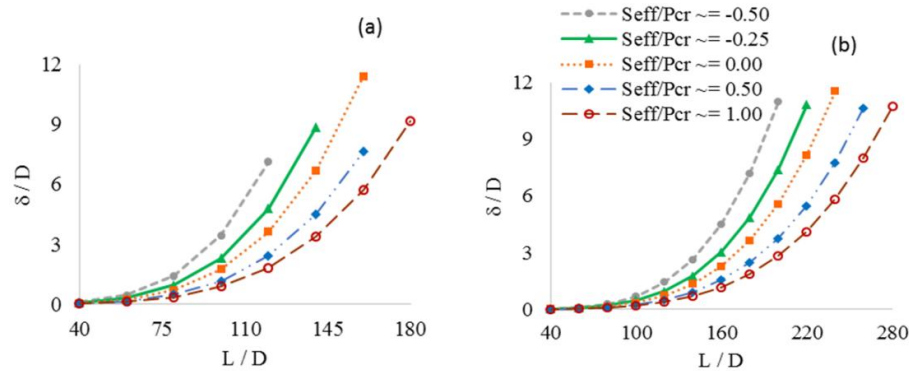 (a)
12
9
6
3
0
δ / D
40
75
110
145
180
L / D
Seff/Pcr ~= -0.50
Seff/Pcr ~= -0.25
Seff/Pcr ~= 0.00
Seff/Pcr ~= 0.50
Seff/Pcr ~= 1.00
(b)
12
9
6
3
0
δ / D
40
100
160
220
280
L / D